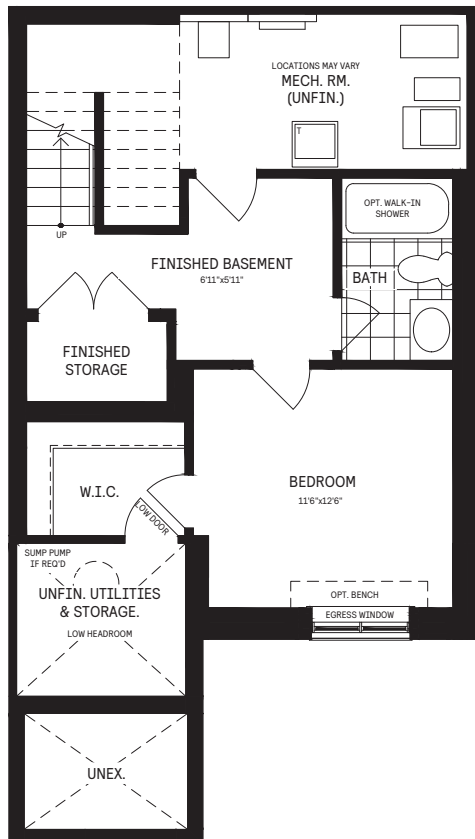 LOCATIONS MAY VARY
MECH. RM.
(UNFIN.)
T
OPT. WALK-IN
SHOWER
UP
FINISHED BASEMENT
6'11"x5'11"
BATH
FINISHED
STORAGE
BEDROOM
11'6"x12'6"
W.I.C.
LOW DOOR
SUMP PUMP
IF REQ'D
UNFIN. UTILITIES
& STORAGE.
LOW HEADROOM
OPT. BENCH
EGRESS WINDOW
UNEX.